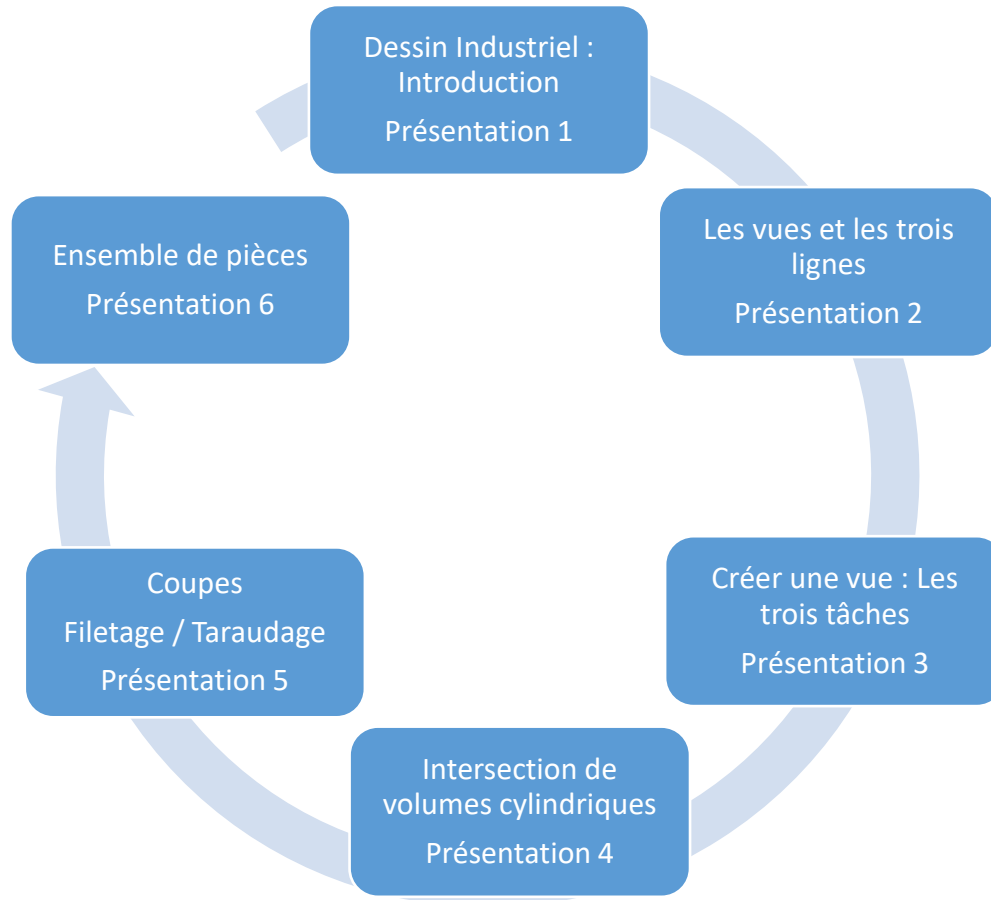 Dessin Industriel :
Introduction
Présentation 1
Les vues et les trois
lignes
Présentation 2
Créer une vue : Les
trois tâches
Présentation 3
Intersection de
volumes cylindriques
Présentation 4
Coupes
Filetage / Taraudage
Présentation 5
Ensemble de pièces
Présentation 6